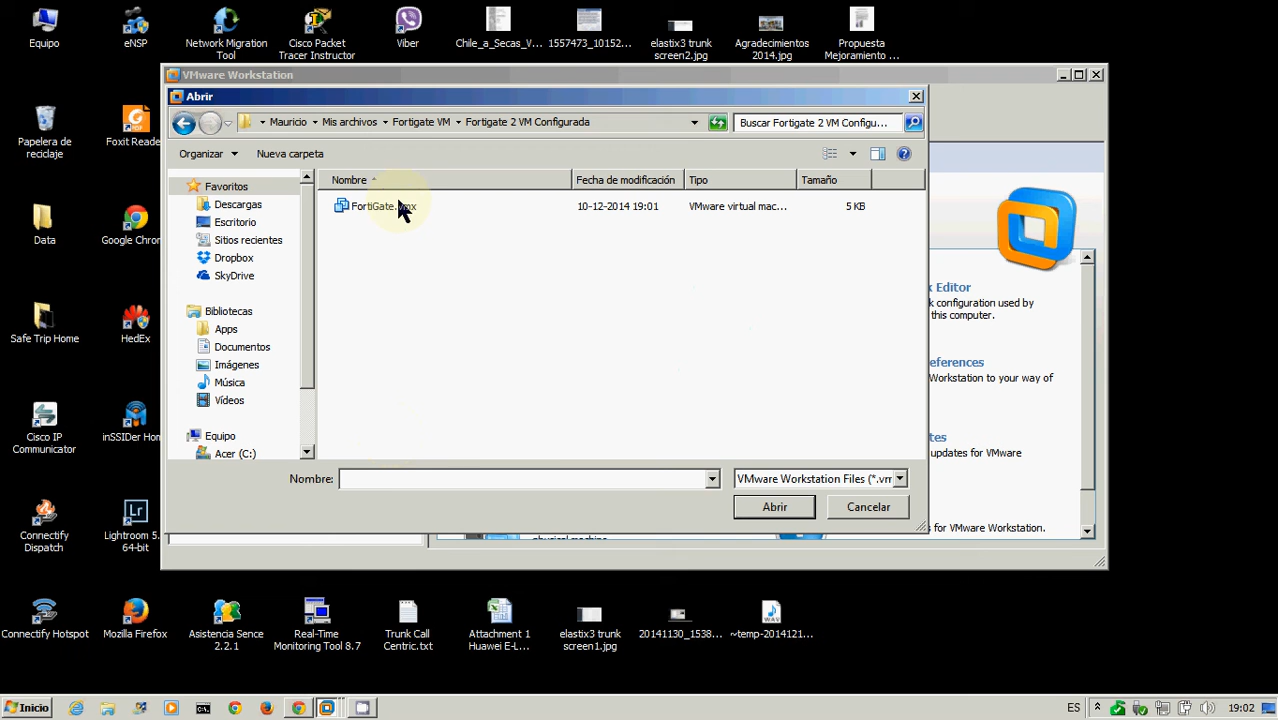 Equipo
eNSP
Network Migration
Tool
Cisco Packet
Tracer Instructor
Viber
Chile_a_Secas_V...
1557473_10152...
elastix3 trunk
screen2.jpg
Agradecimientos
2014.jpg
Propuesta
Mejoramiento ...
VMware Workstation
Abrir
Mauricio
Mis archivos
Fortigate VM
Fortigate 2 VM Configurada
Buscar Fortigate 2 VM Configu...
Organizar
Nueva carpeta
Nombre
Fecha de modificación
Tipo
Tamaño
FortiGate.vmx
10-12-2014 19:01
VMware virtual mac...
5 KB
Favoritos
Descargas
Escritorio
Sitios recientes
Dropbox
SkyDrive
Bibliotecas
Apps
Documentos
Imágenes
Música
Vídeos
Equipo
Acer (C:)
Nombre:
VMware Workstation Files (*.vm
Abrir
Cancelar
k Editor
k configuration used by
this computer.
eferences
Workstation to your way of
tes
updates for VMware
s for VMware Workstation.
physical machine
Papelera de
reciclaje
Foxit Reade
Data
Google Chrom
Safe Trip Home
HedEx
Cisco IP
Communicator
inSSIDer Hom
Connectify
Dispatch
Lightroom 5.
64-bit
Connectify Hotspot
Mozilla Firefox
Asistencia Sence
2.2.1
Real-Time
Monitoring Tool 8.7
Trunk Call
Centric.txt
Attachment 1
Huawei E-L...
elastix3 trunk
screen1.jpg
20141130_1538...
~temp-2014121...
Inicio
ES
19:02